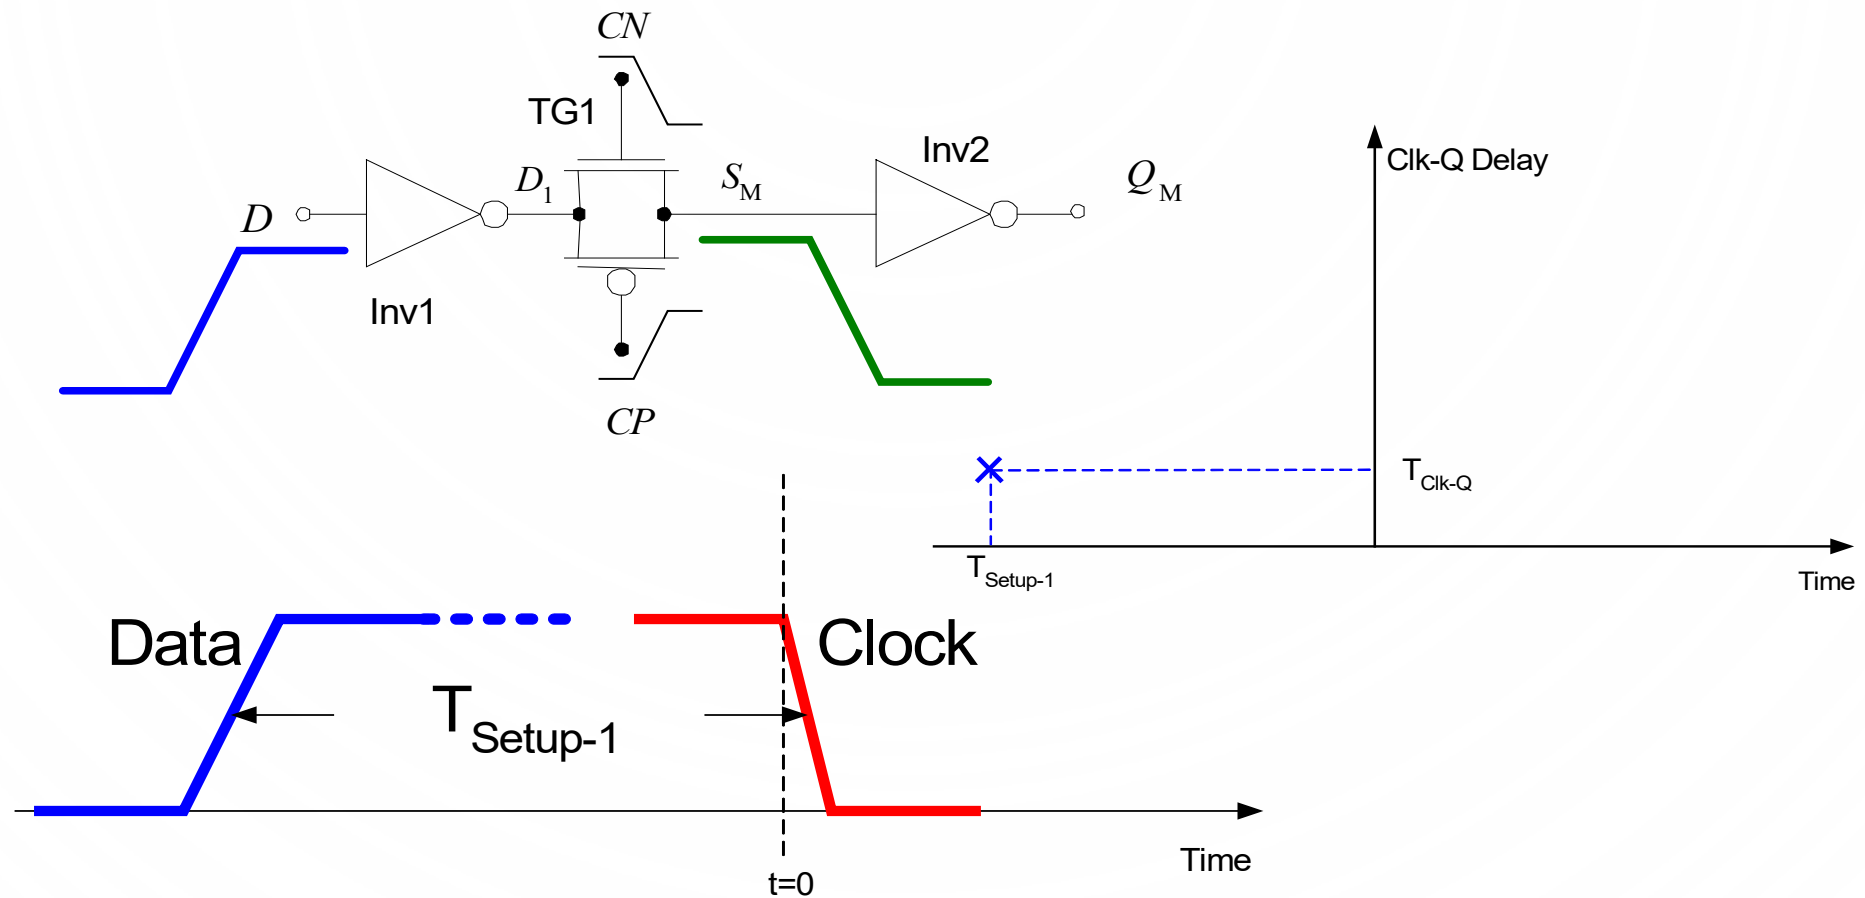 CN
TG1
Inv2
Clk-Q Delay
D
D1
SM
QM
Inv1
CP
TClk-Q
TSetup-1
Time
Data
Clock
TSetup-1
Time
t=0